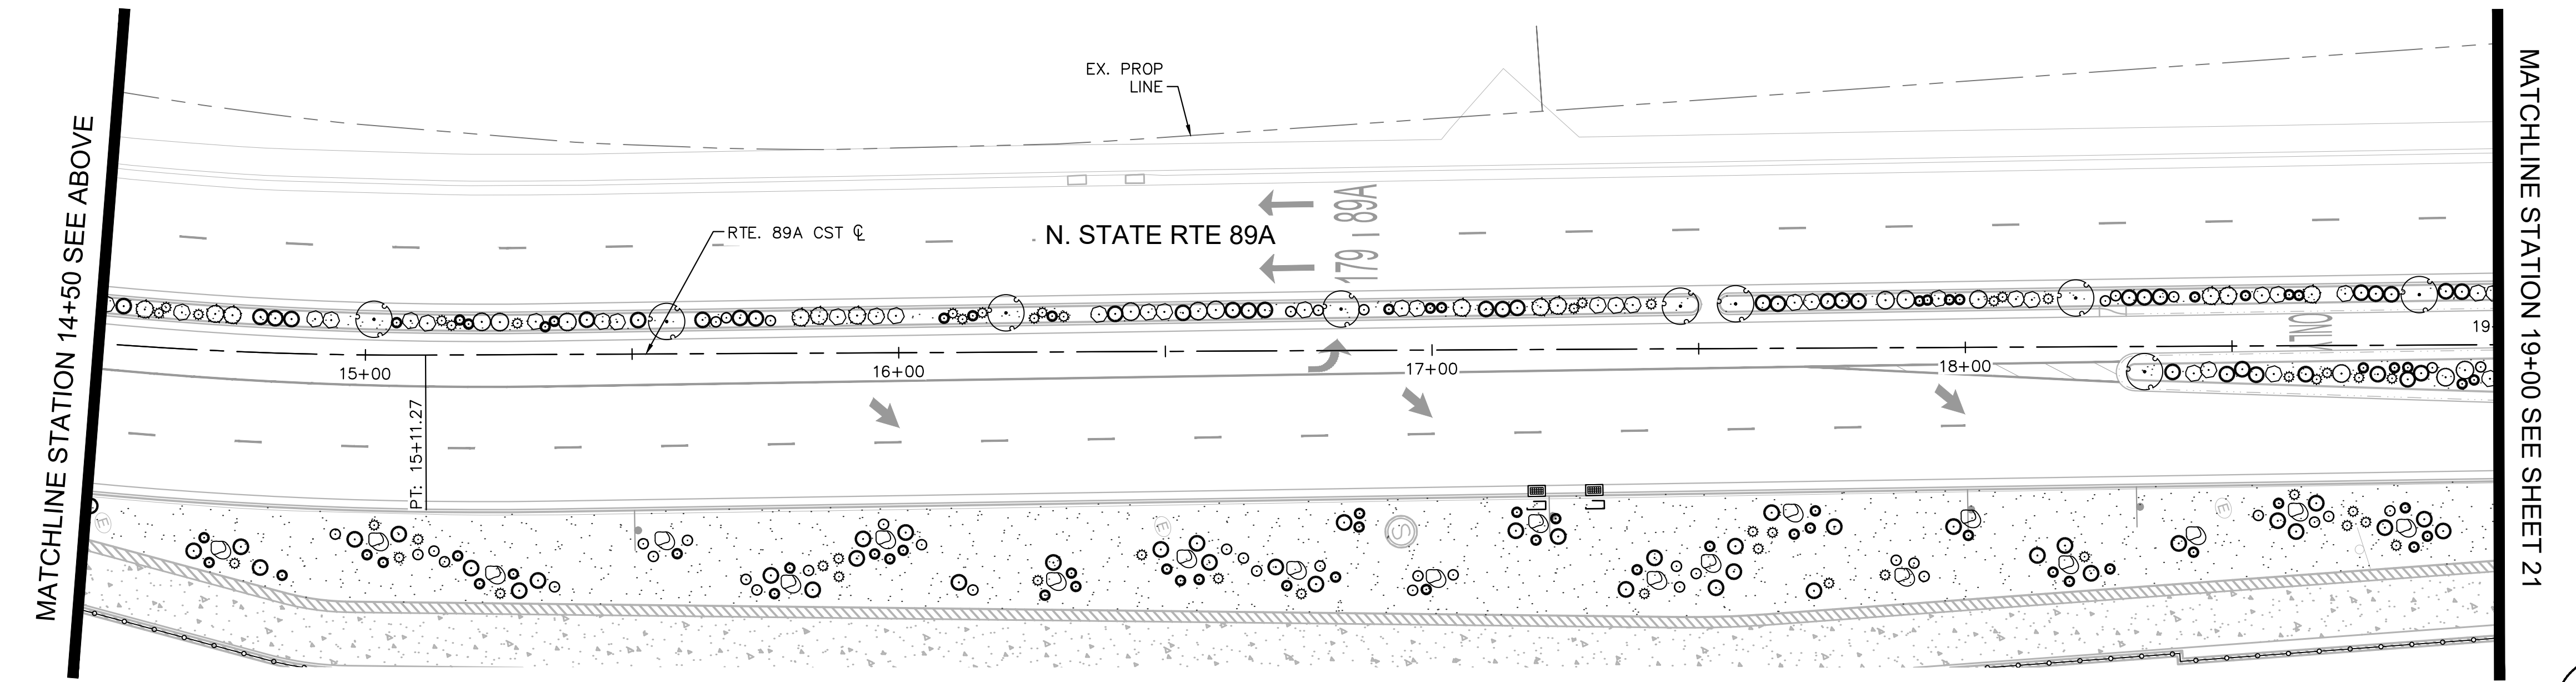 MATCHLINE STATION 14+50 SEE ABOVE
EX. PROP
LINE
RTE. 89A CST ℄
N. STATE RTE 89A
179 89A
15+00
16+00
17+00
18+00
19+
PT: 15+11.27
E
E
S
E
MATCHLINE STATION 19+00 SEE SHEET 21